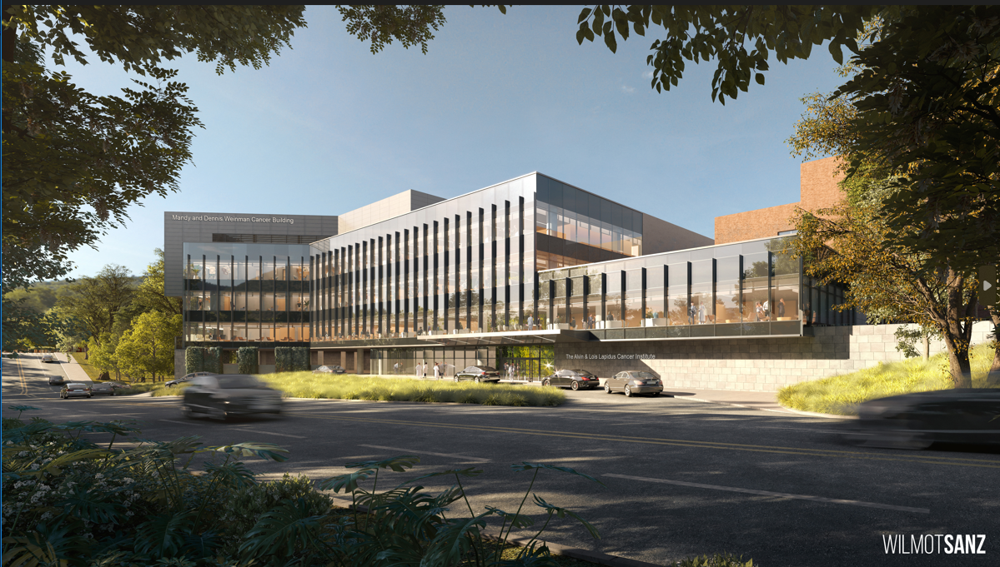 Mandy and Dennis Weinman Cancer Building
The Alvin & Lois Lapidus Cancer Institute
WILMOTSANZ